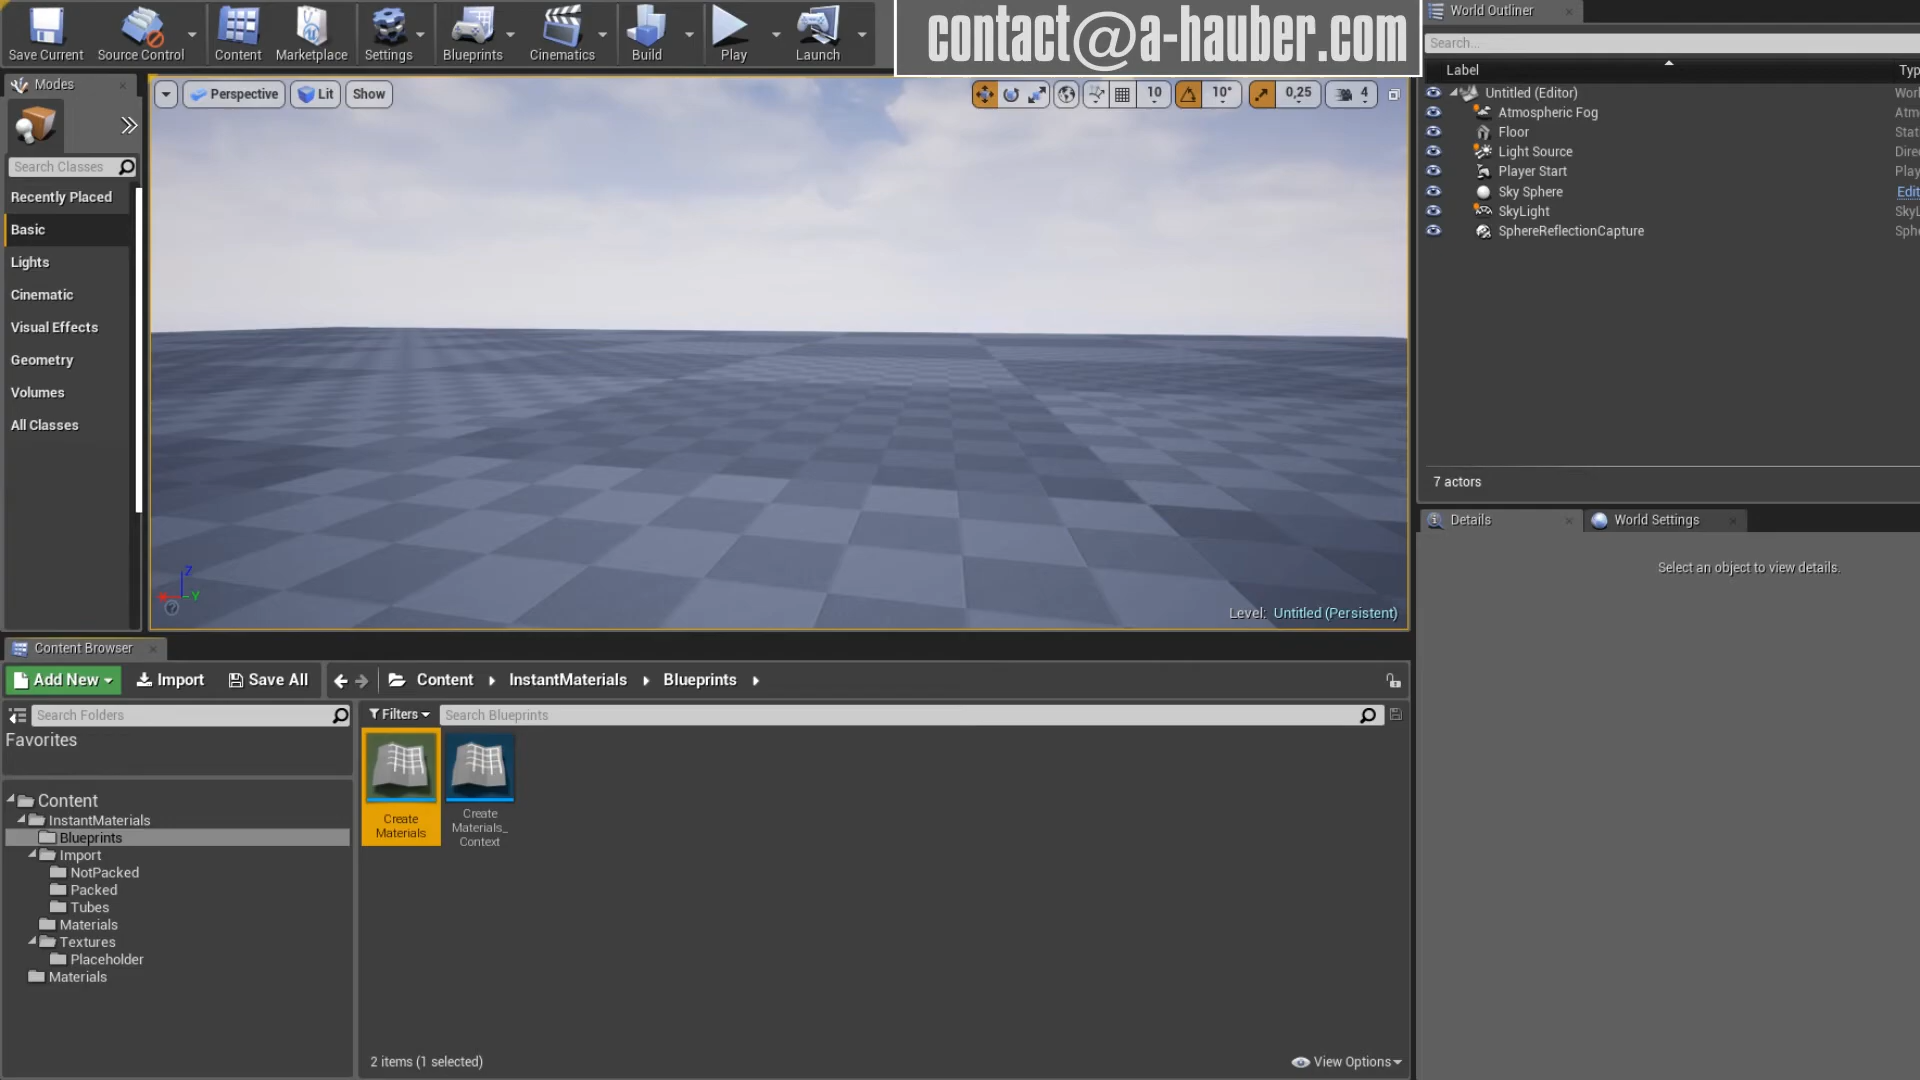 Save Current
Source Control
Content
Marketplace
Settings
Blueprints
Cinematics
Build
Play
Launch
contact@a-hauber.com
World Outliner
Search...
Label
Modes
Perspective
Lit
Show
10
10°
0,25
4
Search Classes
Recently Placed
Basic
Lights
Cinematic
Visual Effects
Geometry
Volumes
All Classes
Untitled (Editor)
Atmospheric Fog
Floor
Light Source
Player Start
Sky Sphere
Edit
SkyLight
SphereReflectionCapture
7 actors
Z
Y
Level: Untitled (Persistent)
Details
World Settings
Select an object to view details.
Content Browser
Add New
Import
Save All
Content
InstantMaterials
Blueprints
Search Folders
Filters
Search Blueprints
Favorites
Content
InstantMaterials
Blueprints
Import
NotPacked
Packed
Tubes
Materials
Textures
Placeholder
Materials
Create
Materials
Create
Materials_
Context
2 items (1 selected)
View Options